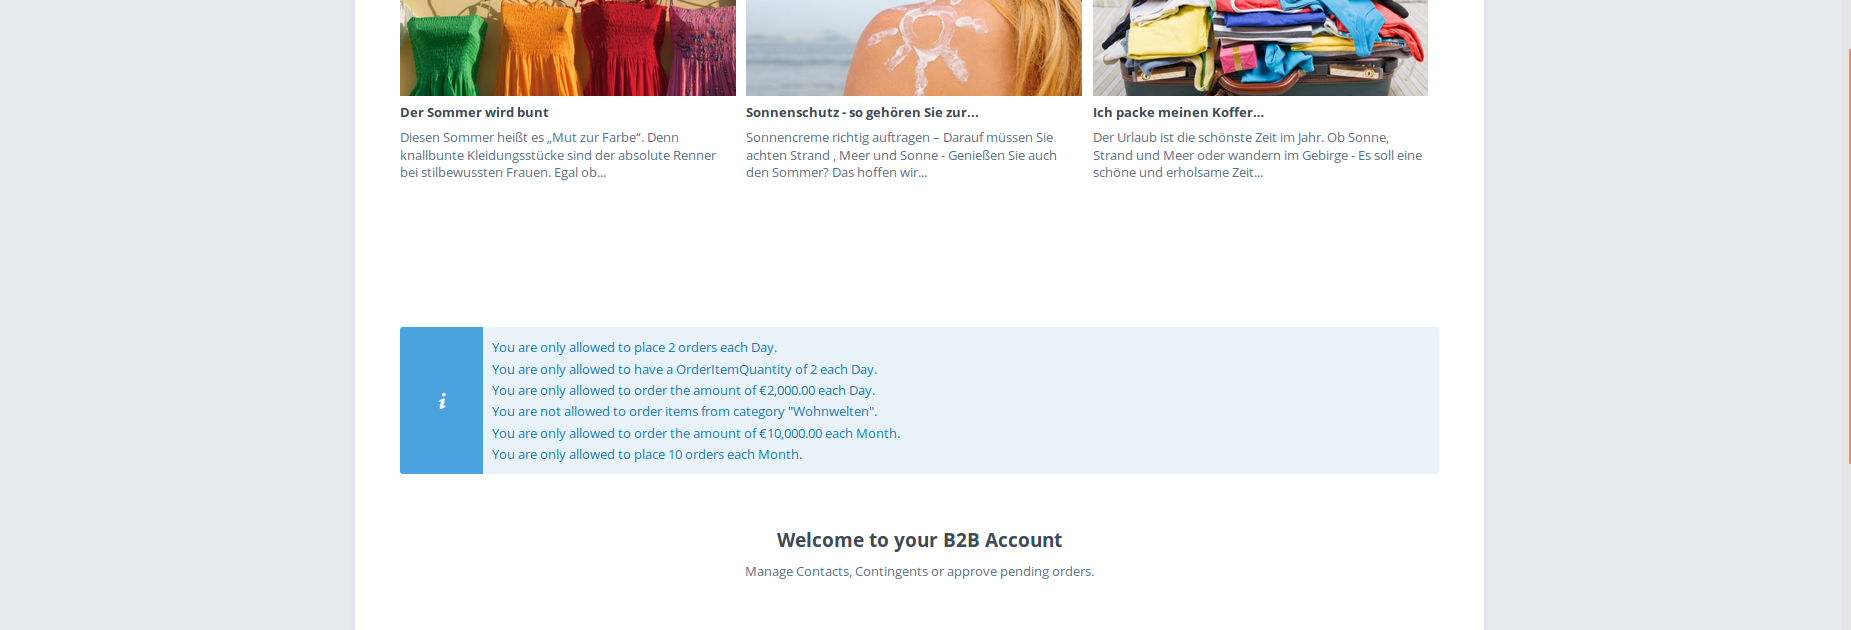 Der Sommer wird bunt
Diesen Sommer heißt es „Mut zur Farbe“. Denn
knallbunte Kleidungsstücke sind der absolute Renner
bei stilbewussten Frauen. Egal ob...
Sonnenschutz - so gehören Sie zur...
Sonnencreme richtig auftragen – Darauf müssen Sie
achten Strand , Meer und Sonne - Genießen Sie auch
den Sommer? Das hoffen wir...
Ich packe meinen Koffer...
Der Urlaub ist die schönste Zeit im Jahr. Ob Sonne,
Strand und Meer oder wandern im Gebirge - Es soll eine
schöne und erholsame Zeit...
You are only allowed to place 2 orders each Day.
You are only allowed to have a OrderItemQuantity of 2 each Day.
You are only allowed to order the amount of €2,000.00 each Day.
You are not allowed to order items from category "Wohnwelten".
You are only allowed to order the amount of €10,000.00 each Month.
You are only allowed to place 10 orders each Month.
Welcome to your B2B Account
Manage Contacts, Contingents or approve pending orders.